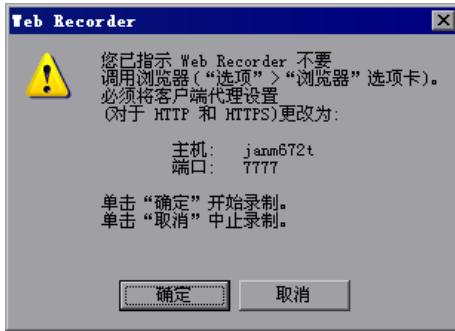 Web Recorder
您已指示 Web Recorder 不要
调用浏览器(“选项”>“浏览器”选项卡)。
必须将客户端代理设置
(对于 HTTP 和 HTTPS)更改为:
主机: janm672t
端口: 7777
单击“确定”开始录制。
单击“取消”中止录制。
确定 取消